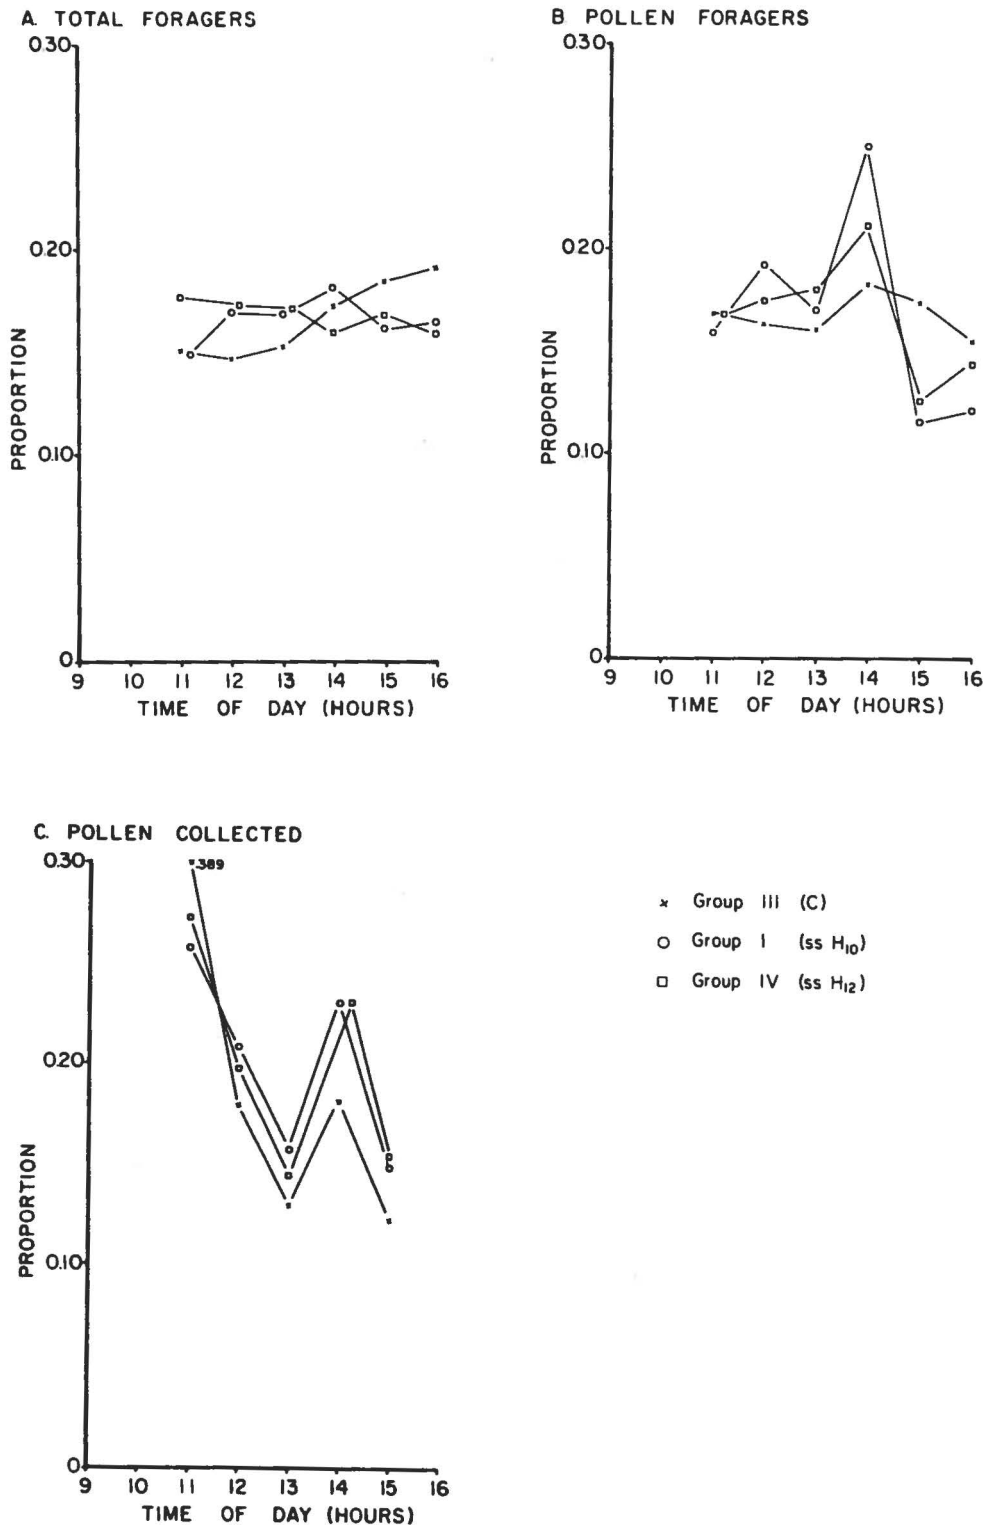 A. TOTAL FORAGERS
0.30
0.20
0.10
0
PROPORTION
9 10 11 12 13 14 15 16
TIME OF DAY (HOURS)
B POLLEN FORAGERS
0.30
0.20
0.10
0
PROPORTION
9 10 11 12 13 14 15 16
TIME OF DAY (HOURS)
C. POLLEN COLLECTED
0.30
.389
0.20
0.10
0
PROPORTION
9 10 11 12 13 14 15 16
TIME OF DAY (HOURS)
x Group III (C)
o Group I (ss H10)
□ Group IV (ss H12)